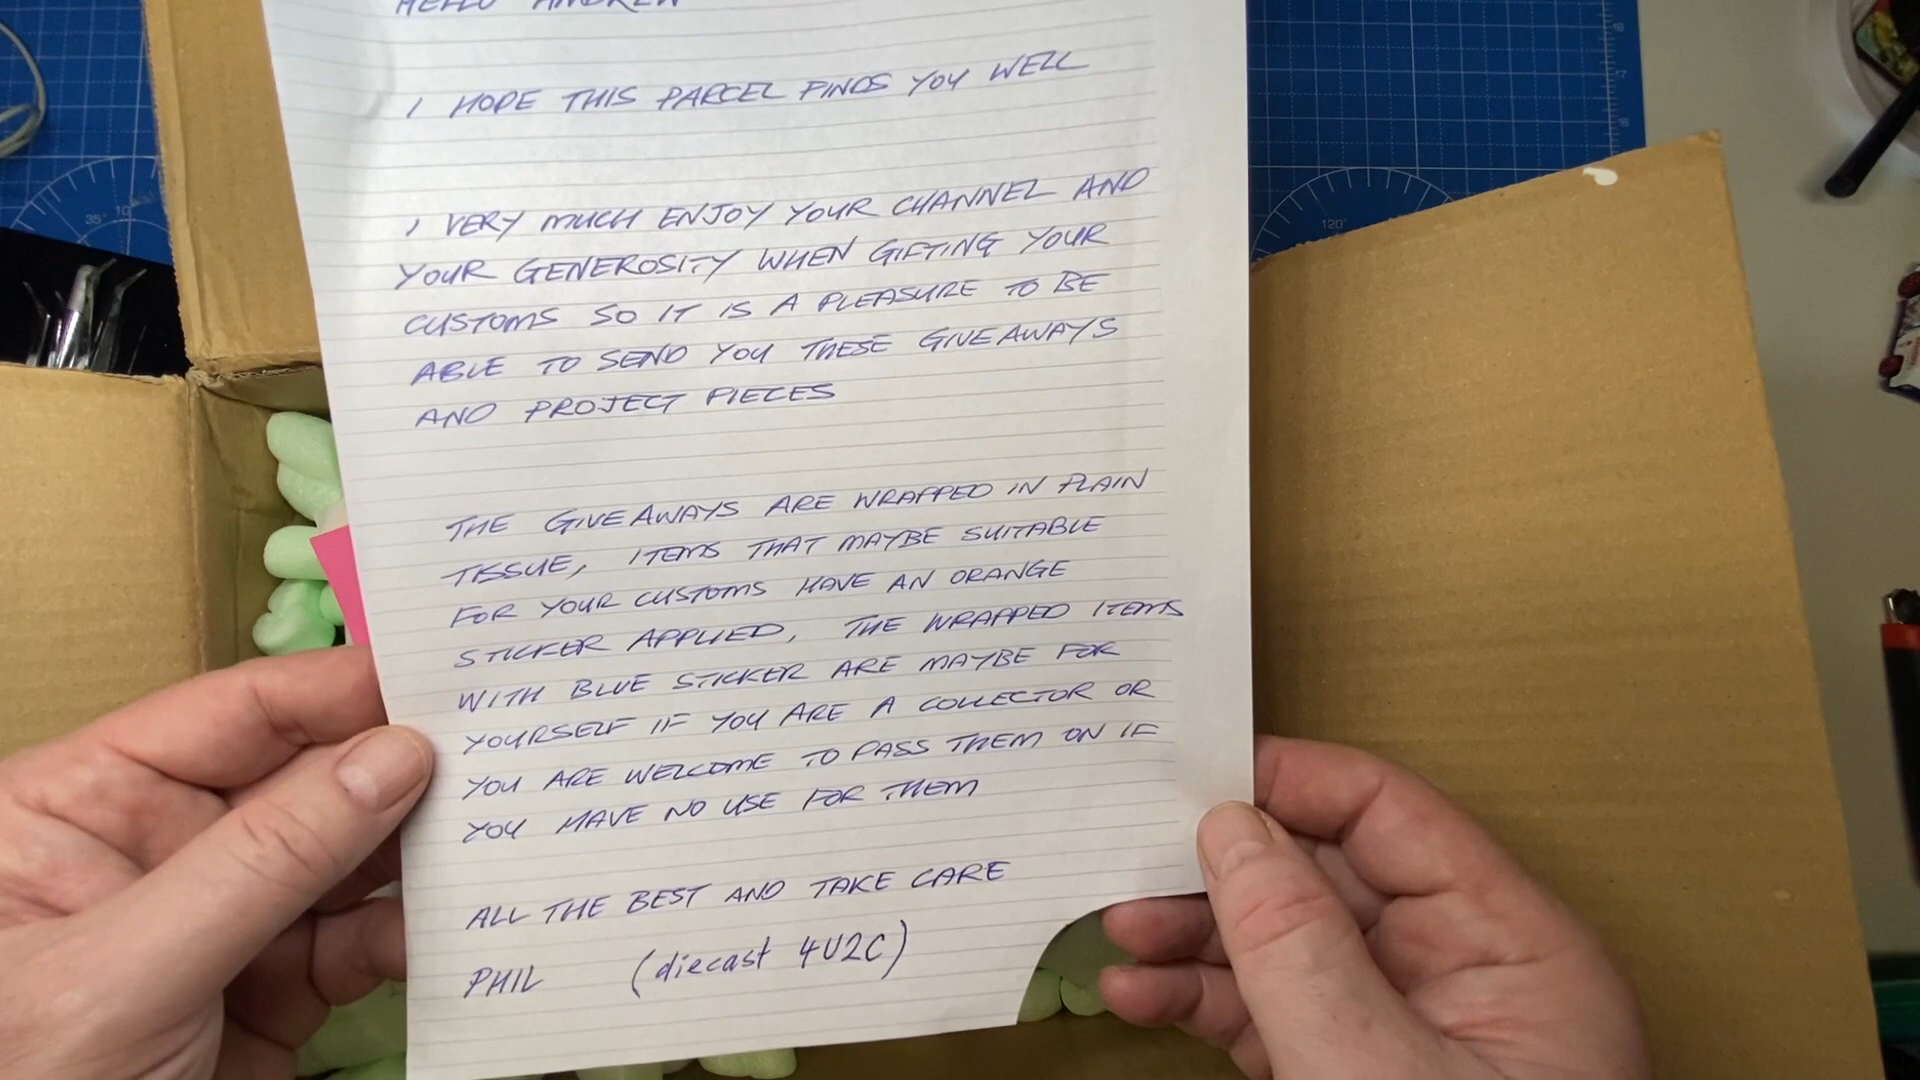 HELLO ANDREW
I HOPE THIS PARCEL FINDS YOU WELL
I VERY MUCH ENJOY YOUR CHANNEL AND
YOUR GENEROSITY WHEN GIFTING YOUR
CUSTOMS SO IT IS A PLEASURE TO BE
ABLE TO SEND YOU THESE GIVEAWAYS
AND PROJECT PIECES
THE GIVEAWAYS ARE WRAPPED IN PLAIN
TISSUE, ITEMS THAT MAYBE SUITABLE
FOR YOUR CUSTOMS HAVE AN ORANGE
STICKER APPLIED, THE WRAPPED ITEMS
WITH BLUE STICKER ARE MAYBE FOR
YOURSELF IF YOU ARE A COLLECTOR OR
YOU ARE WELCOME TO PASS THEM ON IF
YOU HAVE NO USE FOR THEM
ALL THE BEST AND TAKE CARE
PHIL (diecast 4U2C)
35°
120°